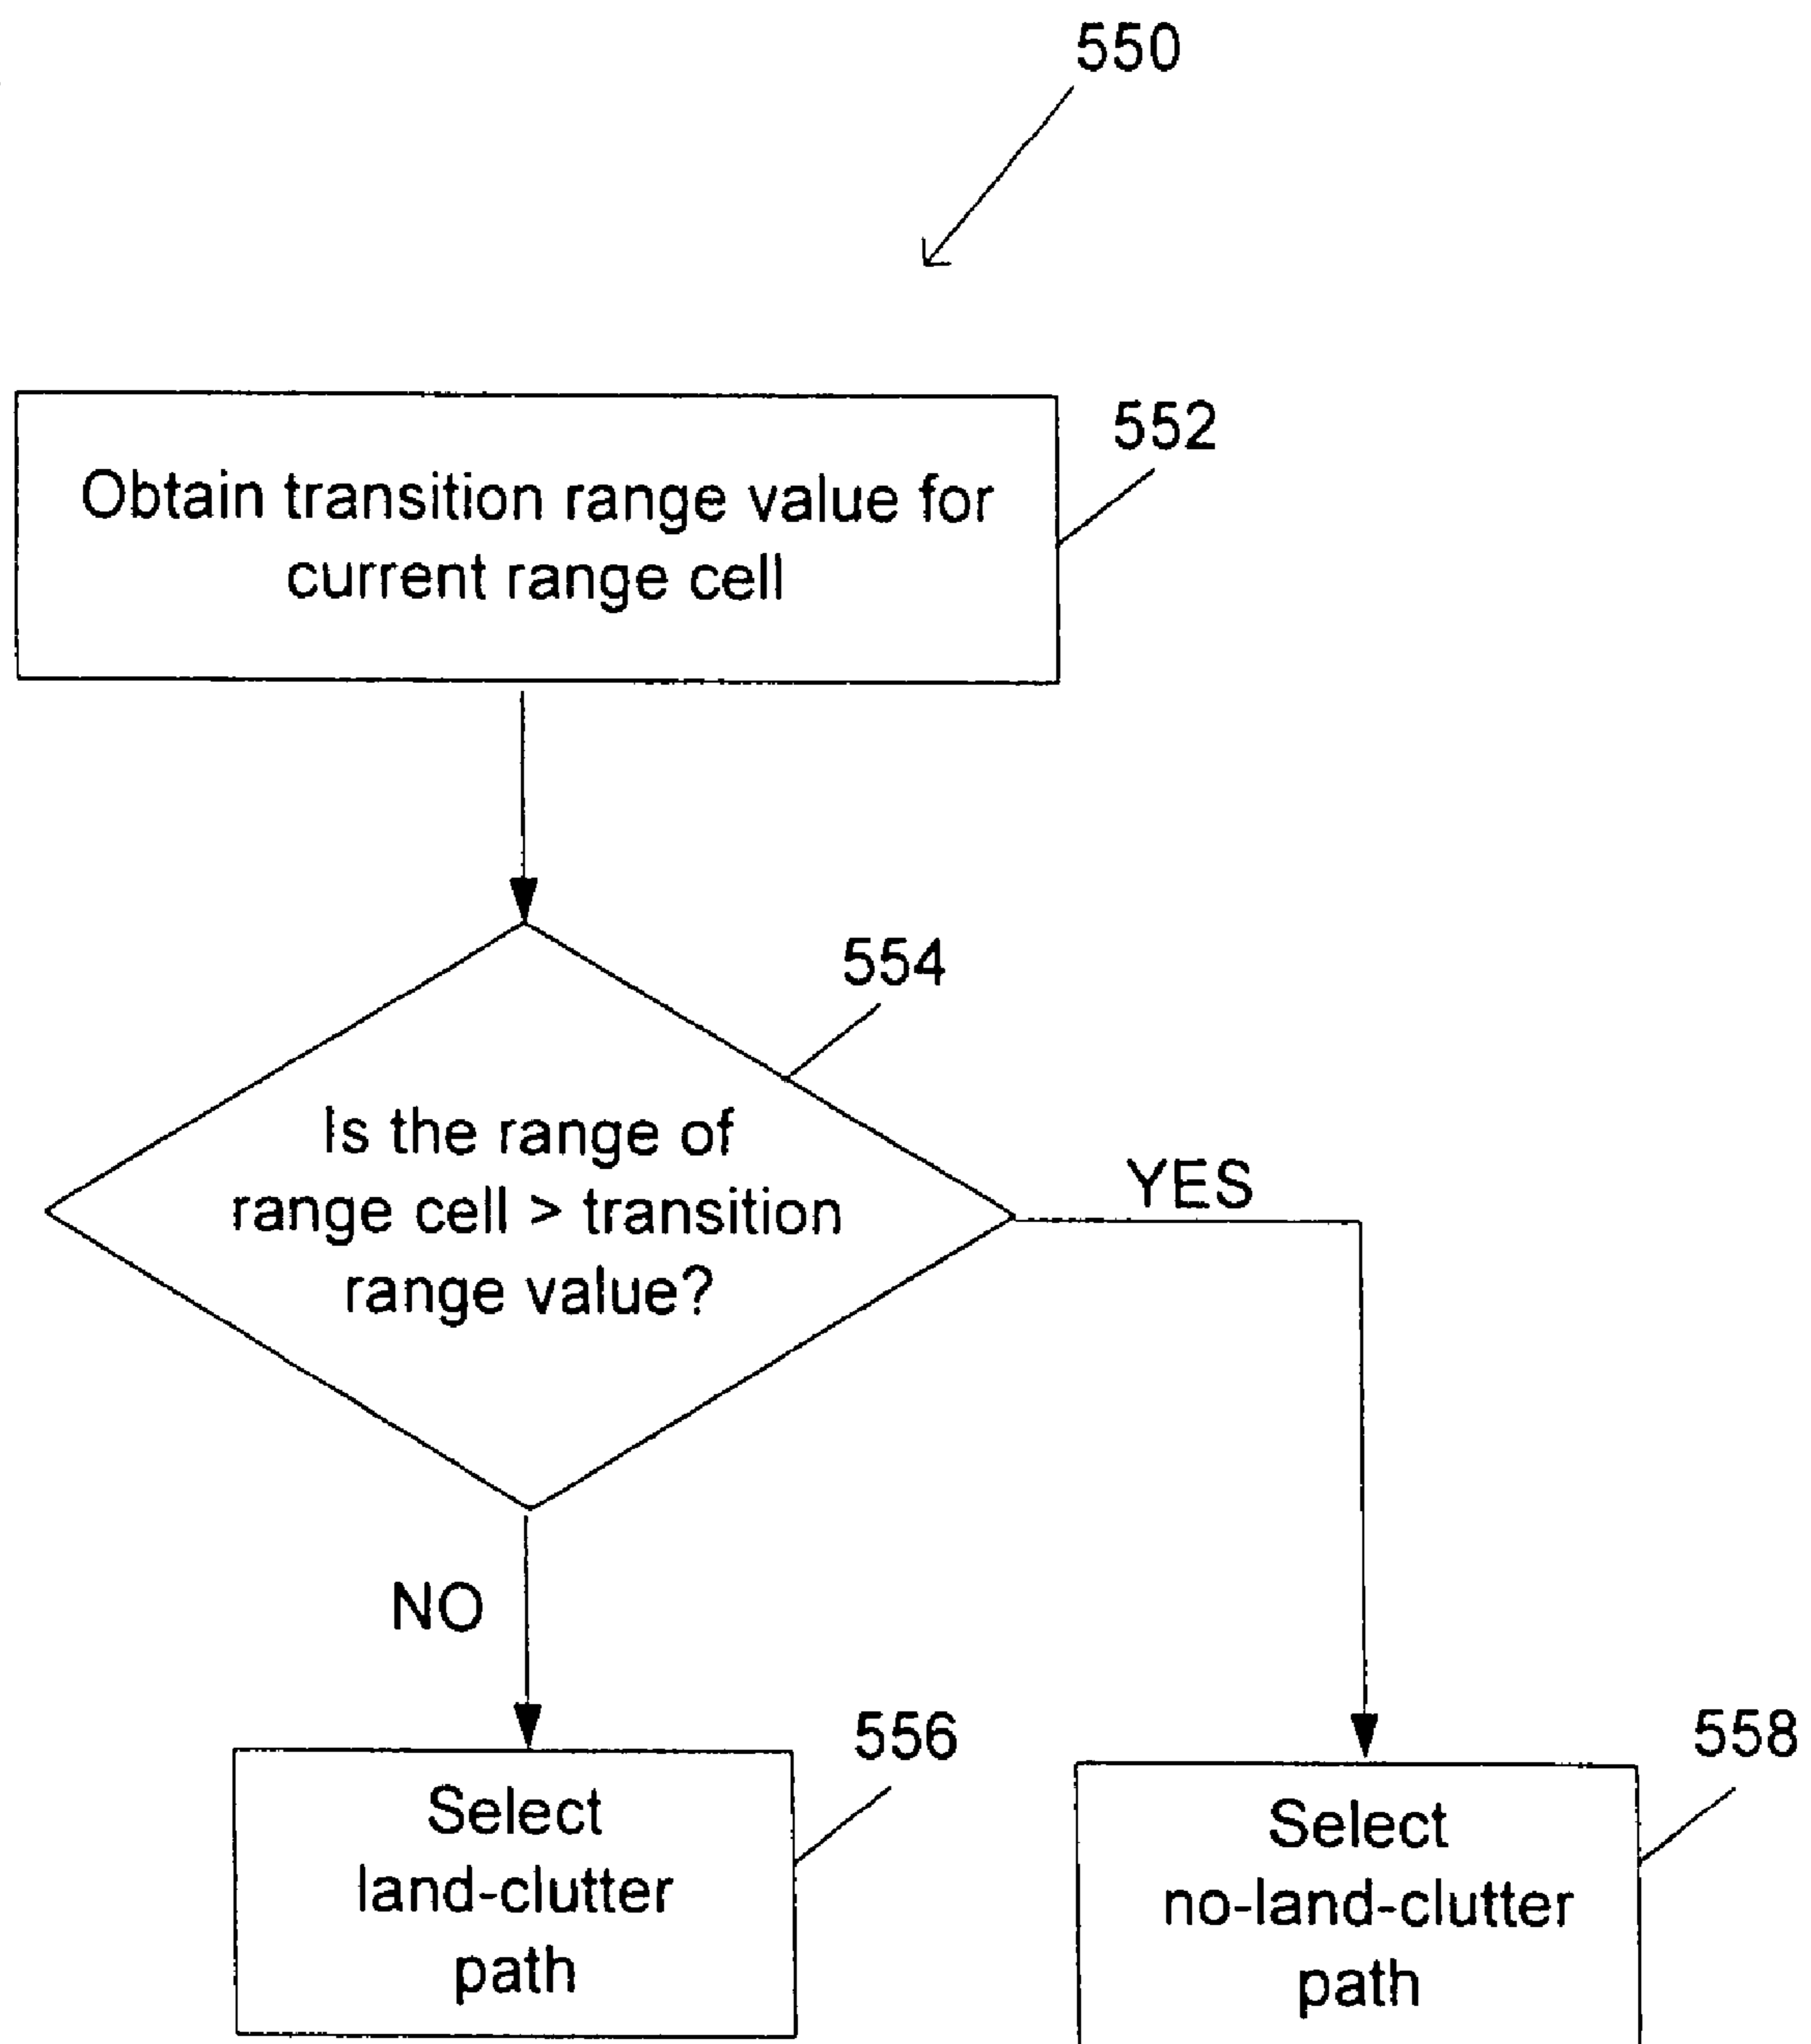 550
552
Obtain transition range value for
current range cell
554
Is the range of
range cell > transition
range value?
YES
NO
556
Select
land-clutter
path
558
Select
no-land-clutter
path